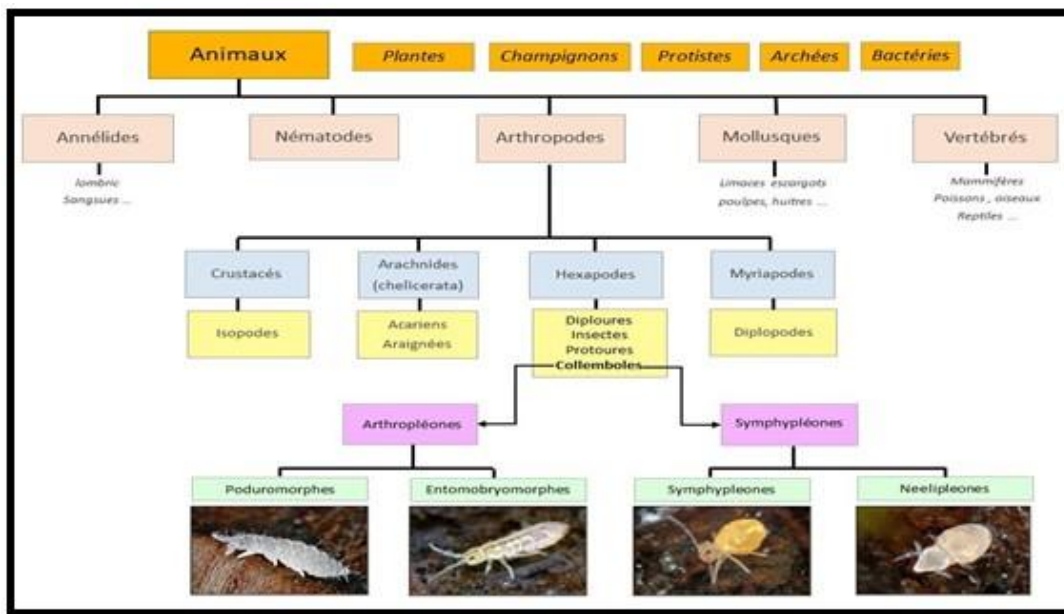 Animaux
Plantes
Champignons
Protistes
Archées
Bactéries
Annélides
Nématodes
Arthropodes
Mollusques
Vertébrés
lombric
Sangsues ...
Limaces escargots
poulpes, huitres ...
Mammifères
Poissons , oiseaux
Reptiles ...
Crustacés
Arachnides
(chelicerata)
Hexapodes
Myriapodes
Isopodes
Acariens
Araignées
Diploures
Insectes
Protoures
Collemboles
Diplopodes
Arthropléones
Symphypléones
Poduromorphes
Entomobryomorphes
Symphypleones
Neelipleones